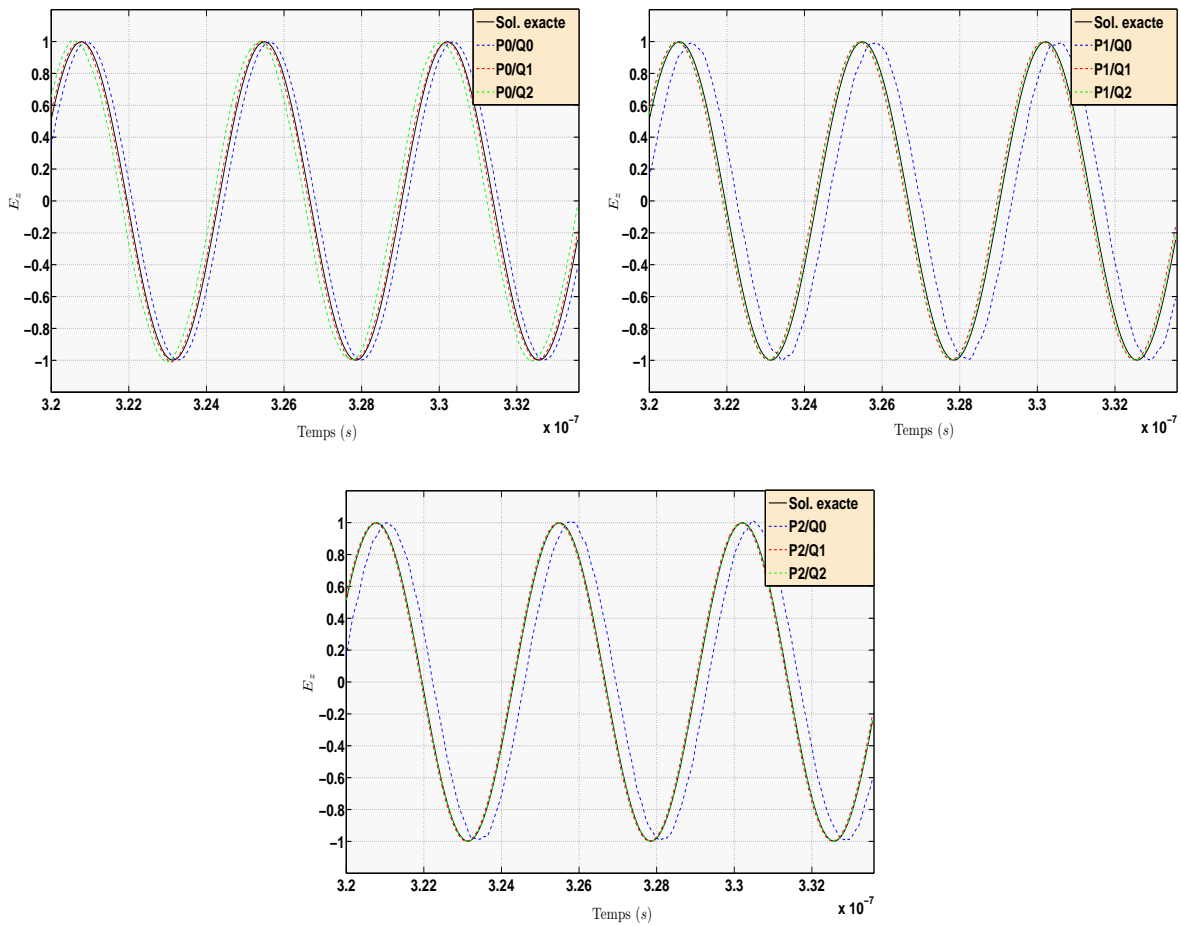 Sol. exacte
P0/Q0
P0/Q1
P0/Q2
1
0.8
0.6
0.4
0.2
0
−0.2
−0.4
−0.6
−0.8
−1
E_z
3.2 3.22 3.24 3.26 3.28 3.3 3.32
x 10^−7
Temps (s)
Sol. exacte
P1/Q0
P1/Q1
P1/Q2
1
0.8
0.6
0.4
0.2
0
−0.2
−0.4
−0.6
−0.8
−1
E_z
3.2 3.22 3.24 3.26 3.28 3.3 3.32
x 10^−7
Temps (s)
Sol. exacte
P2/Q0
P2/Q1
P2/Q2
1
0.8
0.6
0.4
0.2
0
−0.2
−0.4
−0.6
−0.8
−1
E_z
3.2 3.22 3.24 3.26 3.28 3.3 3.32
x 10^−7
Temps (s)